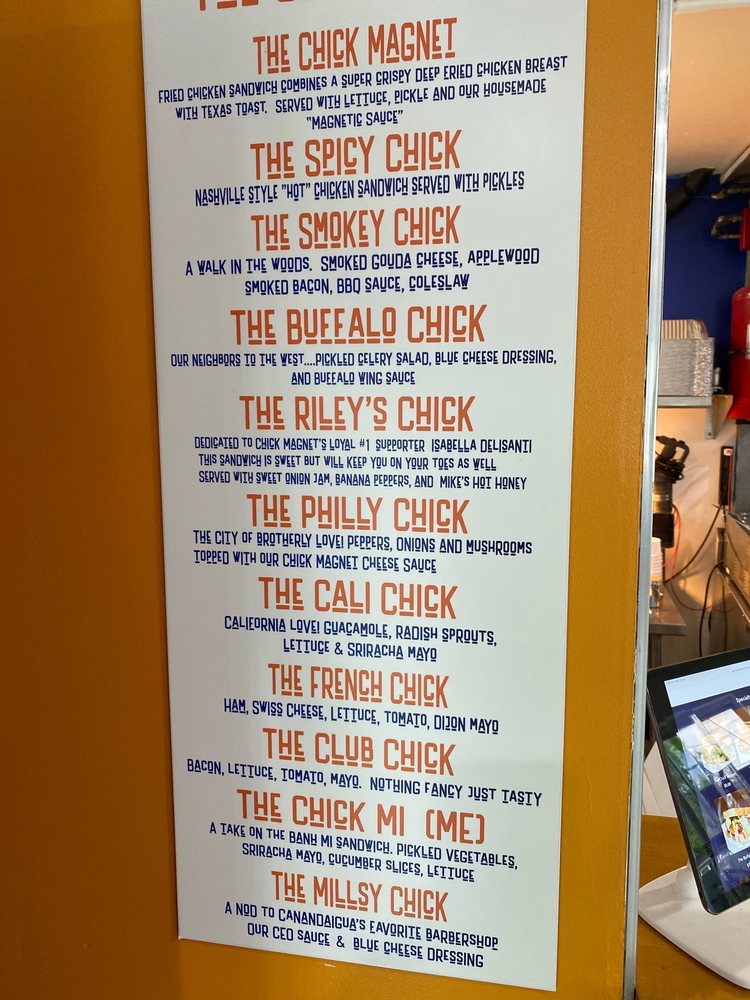 THE CHICK MAGNET
FRIED CHICKEN SANDWICH COMBINES A SUPER CRISPY DEEP FRIED CHICKEN BREAST
WITH TEXAS TOAST. SERVED WITH LETTUCE, PICKLE AND OUR HOUSEMADE
"MAGNETIC SAUCE"
THE SPICY CHICK
NASHVILLE STYLE "HOT" CHICKEN SANDWICH SERVED WITH PICKLES
THE SMOKEY CHICK
A WALK IN THE WOODS. SMOKED GOUDA CHEESE, APPLEWOOD
SMOKED BACON, BBQ SAUCE, COLESLAW
THE BUFFALO CHICK
OUR NEIGHBORS TO THE WEST....PICKLED CELERY SALAD, BLUE CHEESE DRESSING,
AND BUFFALO WING SAUCE
THE RILEY'S CHICK
DEDICATED TO CHICK MAGNET'S LOYAL #1 SUPPORTER ISABELLA DELISANTI
THIS SANDWICH IS SWEET BUT WILL KEEP YOU ON YOUR TOES AS WELL
SERVED WITH SWEET ONION JAM, BANANA PEPPERS, AND MIKE'S HOT HONEY
THE PHILLY CHICK
THE CITY OF BROTHERLY LOVE! PEPPERS, ONIONS AND MUSHROOMS
TOPPED WITH OUR CHICK MAGNET CHEESE SAUCE
THE CALI CHICK
CALIFORNIA LOVE! GUACAMOLE, RADISH SPROUTS,
LETTUCE & SRIRACHA MAYO
THE FRENCH CHICK
HAM, SWISS CHEESE, LETTUCE, TOMATO, DIJON MAYO
THE CLUB CHICK
BACON, LETTUCE, TOMATO, MAYO. NOTHING FANCY JUST TASTY
THE CHICK MI (ME)
A TAKE ON THE BANH MI SANDWICH. PICKLED VEGETABLES,
SRIRACHA MAYO, CUCUMBER SLICES, LETTUCE
THE MILLSY CHICK
A NOD TO CANANDAIGUA'S FAVORITE BARBERSHOP
OUR CEO SAUCE & BLUE CHEESE DRESSING